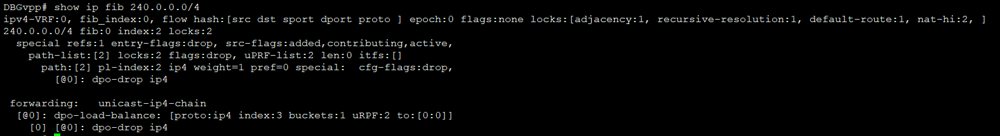 DBGvpp# show ip fib 240.0.0.0/4
ipv4-VRF:0, fib_index:0, flow hash:[src dst sport dport proto ] epoch:0 flags:none locks:[adjacency:1, recursive-resolution:1, default-route:1, nat-hi:2, ]
240.0.0.0/4 fib:0 index:2 locks:2
special refs:1 entry-flags:drop, src-flags:added,contributing,active,
path-list:[2] locks:2 flags:drop, uPRF-list:2 len:0 itfs:[]
path:[2] pl-index:2 ip4 weight=1 pref=0 special:  cfg-flags:drop,
[@0]: dpo-drop ip4
forwarding:   unicast-ip4-chain
[@0]: dpo-load-balance: [proto:ip4 index:3 buckets:1 uRPF:2 to:[0:0]]
[0] [@0]: dpo-drop ip4